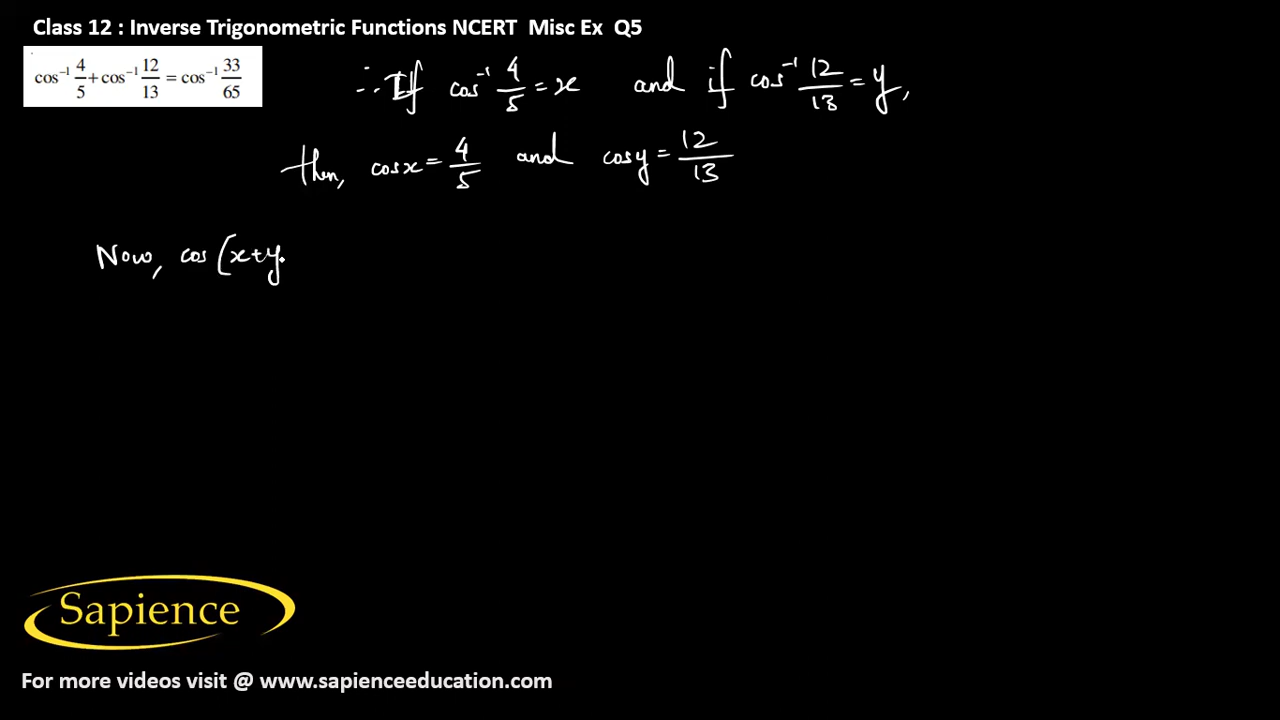 Class 12 : Inverse Trigonometric Functions NCERT Misc Ex Q5
cos⁻¹ 4/5 + cos⁻¹ 12/13 = cos⁻¹ 33/65
∴ If cos⁻¹ 4/5 = x and if cos⁻¹ 12/13 = y,
then, cosx = 4/5 and cosy = 12/13
Now, cos (x+y
Sapience
For more videos visit @ www.sapienceeducation.com